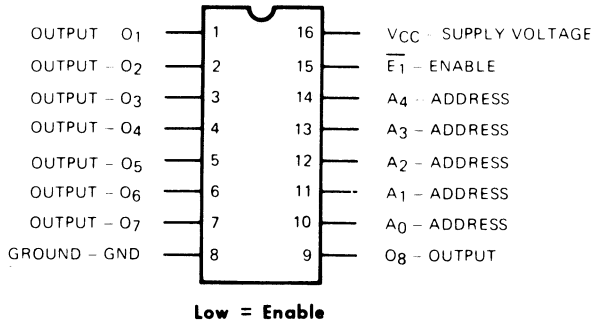 OUTPUT O1 1 16 VCC - SUPPLY VOLTAGE
OUTPUT - O2 2 15 E̅1̅ - ENABLE
OUTPUT - O3 3 14 A4 - ADDRESS
OUTPUT - O4 4 13 A3 - ADDRESS
OUTPUT - O5 5 12 A2 - ADDRESS
OUTPUT - O6 6 11 A1 - ADDRESS
OUTPUT - O7 7 10 A0 - ADDRESS
GROUND - GND 8 9 O8 - OUTPUT
Low = Enable